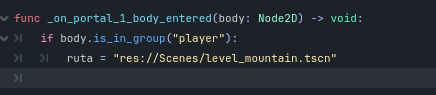 func _on_portal_1_body_entered(body: Node2D) -> void:
    if body.is_in_group("player"):
        ruta = "res://Scenes/level_mountain.tscn"